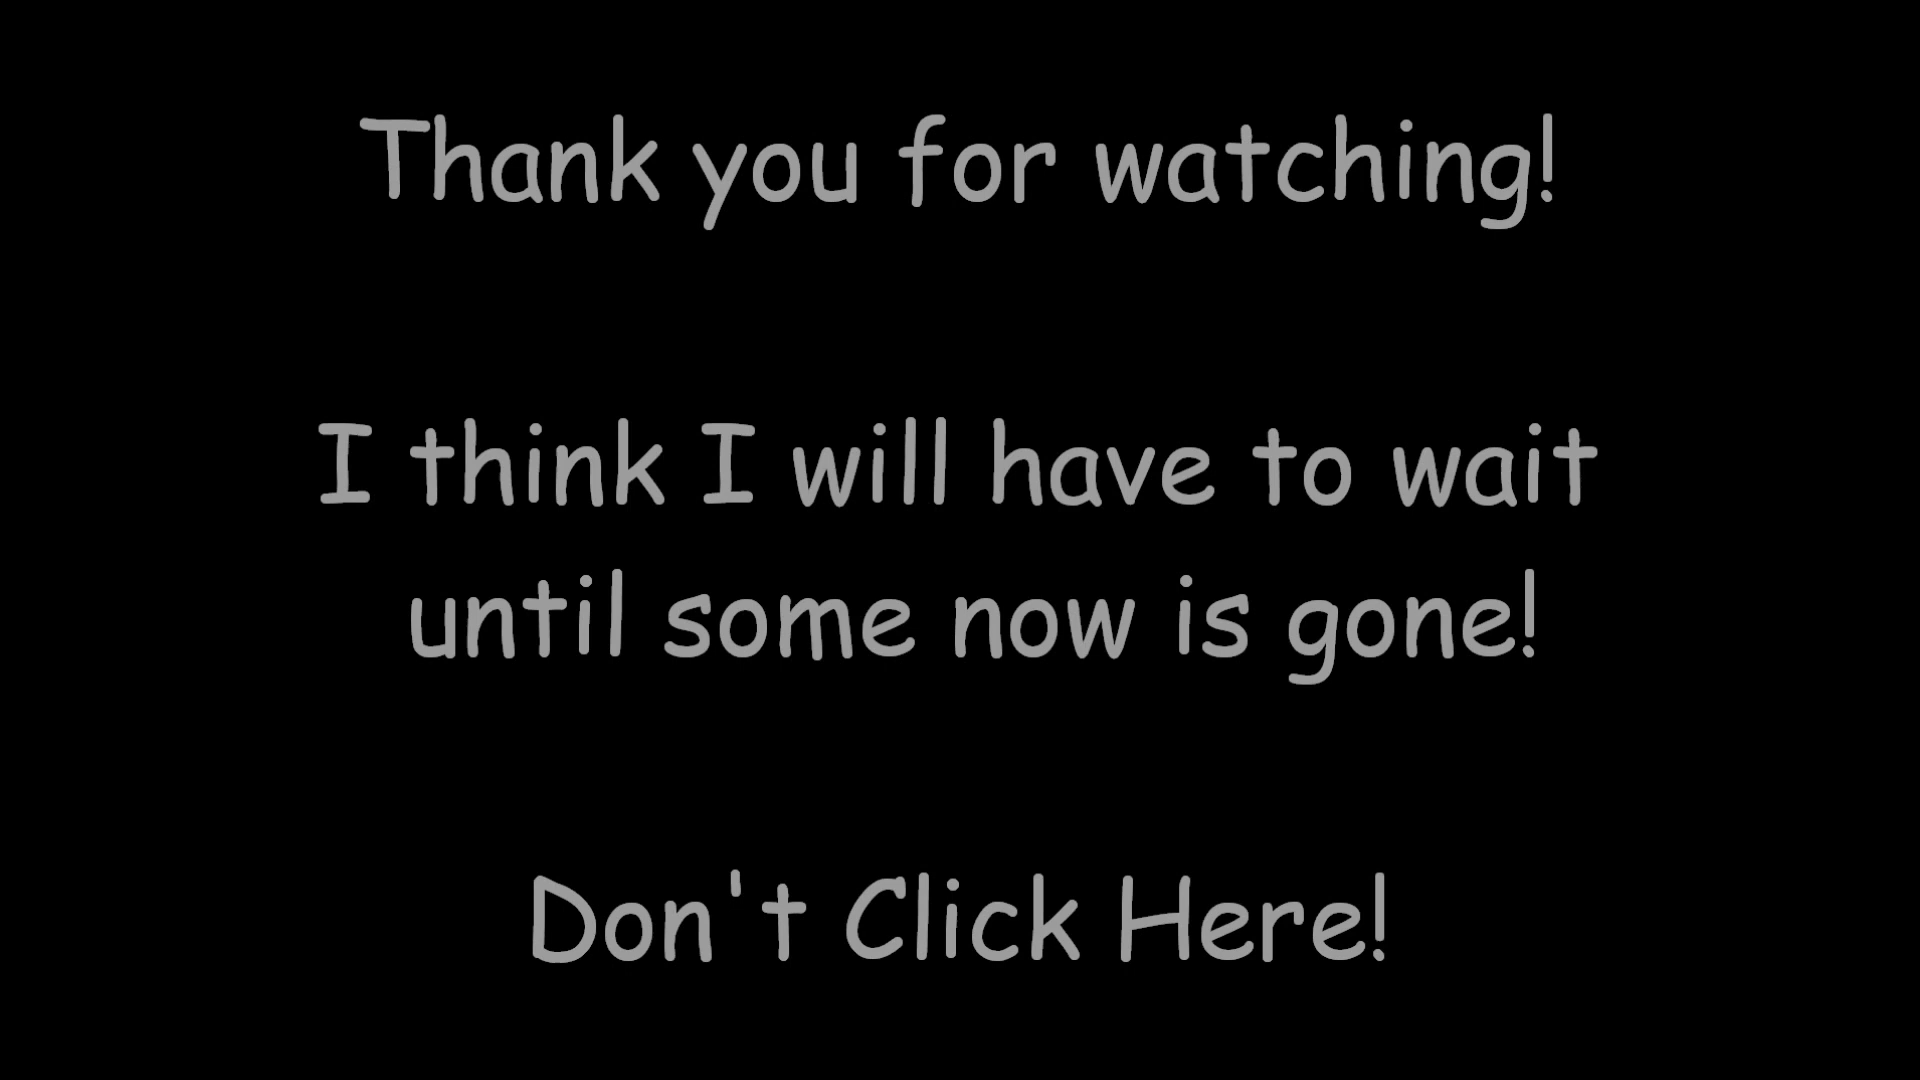 Thank you for watching!
I think I will have to wait
until some now is gone!
Don't Click Here!